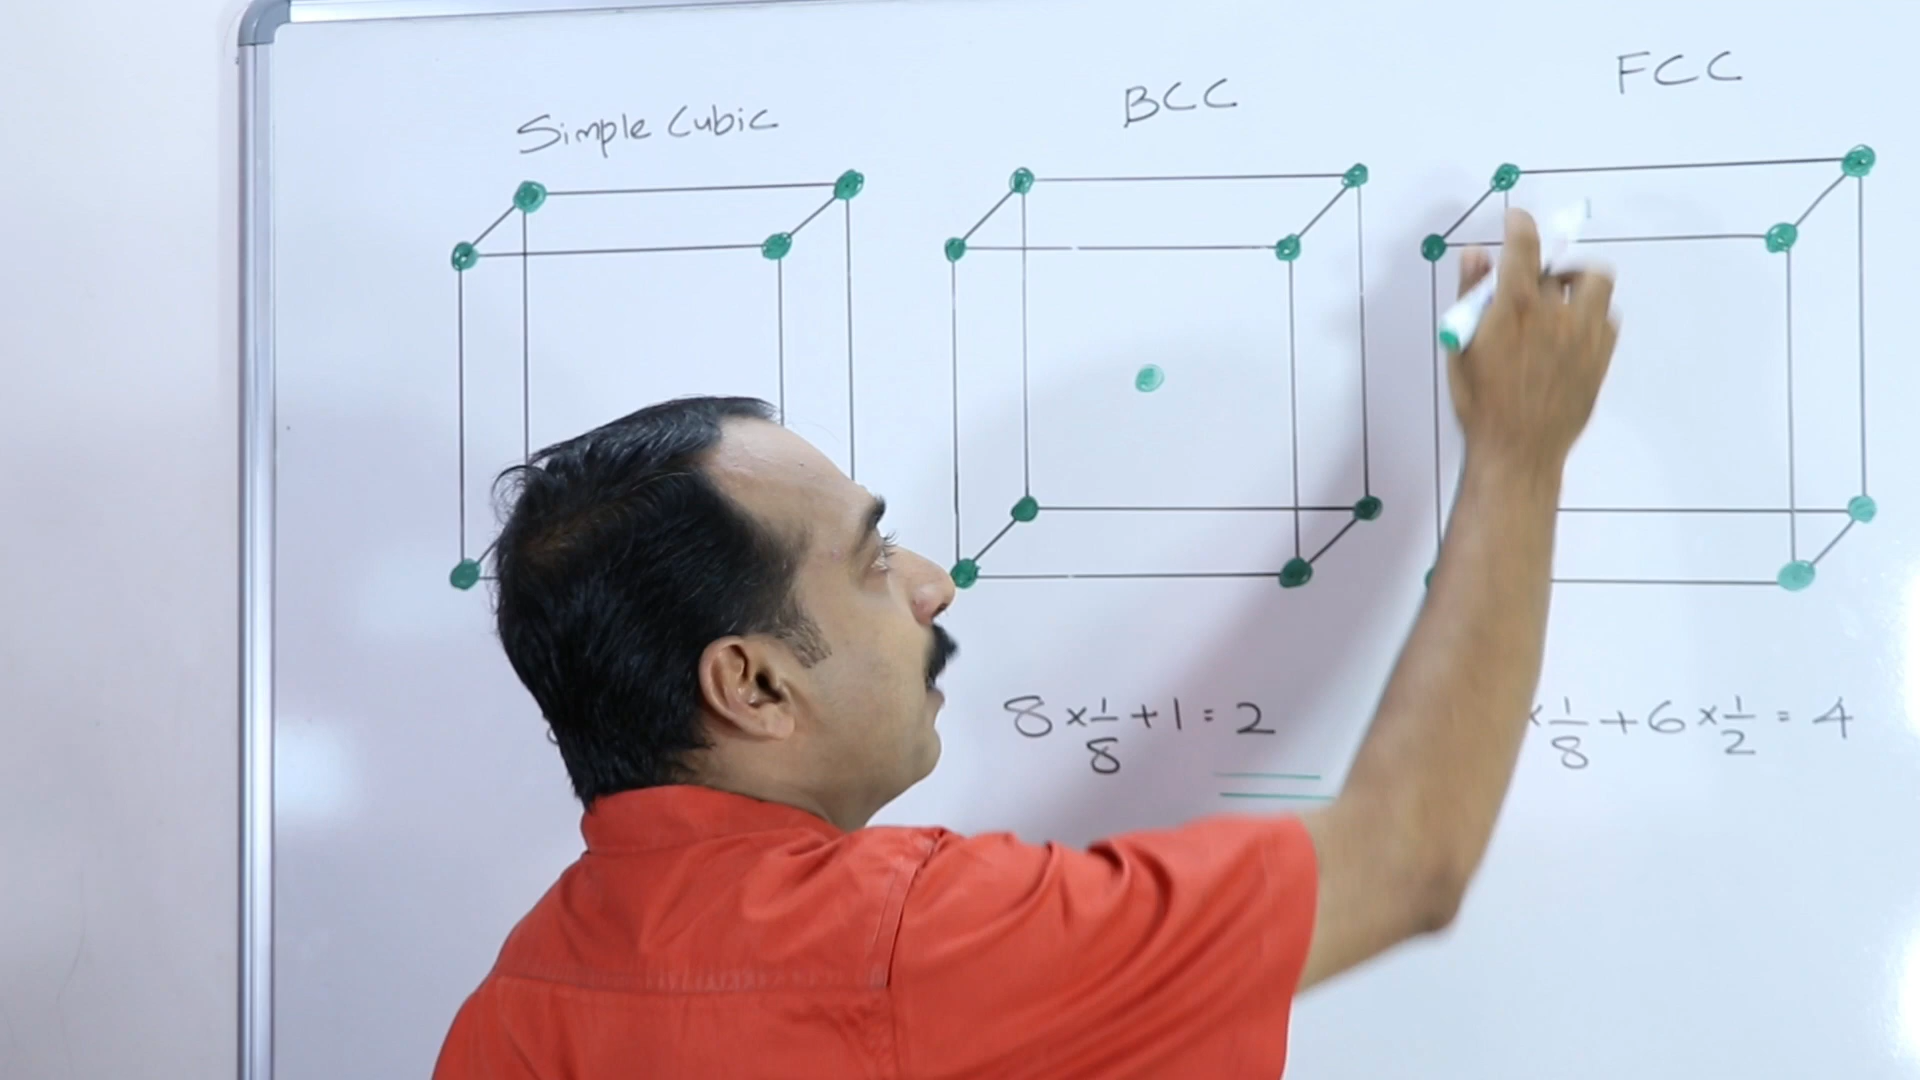 Simple Cubic
BCC
FCC
8 × 1/8 + 1 = 2
× 1/8 + 6 × 1/2 = 4